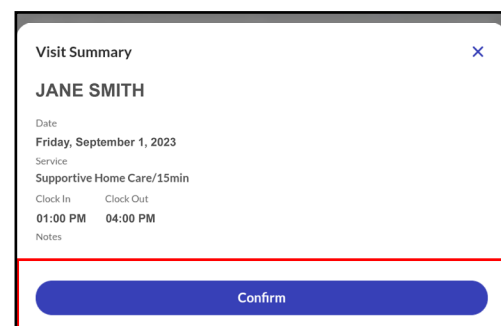 Visit Summary
JANE SMITH
Date
Friday, September 1, 2023
Service
Supportive Home Care/15min
Clock In Clock Out
01:00 PM 04:00 PM
Notes
Confirm